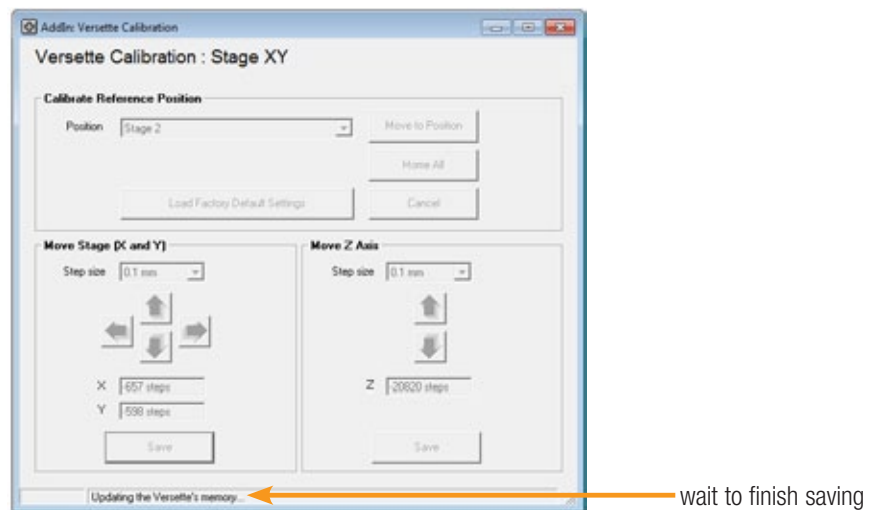 AddIn: Versette Calibration
Versette Calibration : Stage XY
Calibrate Reference Position
Position Stage 2 Move to Position
Home All
Load Factory Default Settings Cancel
Move Stage (X and Y)
Step size 0.1 mm
X -657 steps
Y -598 steps
Save
Move Z Axis
Step size 0.1 mm
Z -20820 steps
Save
Updating the Versette's memory...
wait to finish saving